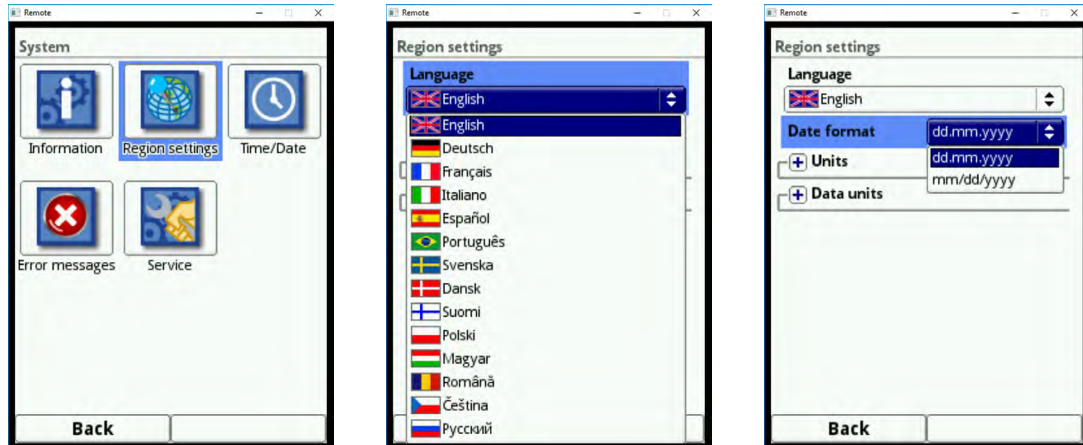 Remote
System
Information
Region settings
Time/Date
Error messages
Service
Back
Remote
Region settings
Language
English
English
Deutsch
Français
Italiano
Español
Português
Svenska
Dansk
Suomi
Polski
Magyar
Română
Čeština
Русский
Remote
Region settings
Language
English
Date format dd.mm.yyyy
dd.mm.yyyy
mm/dd/yyyy
Units
Data units
Back